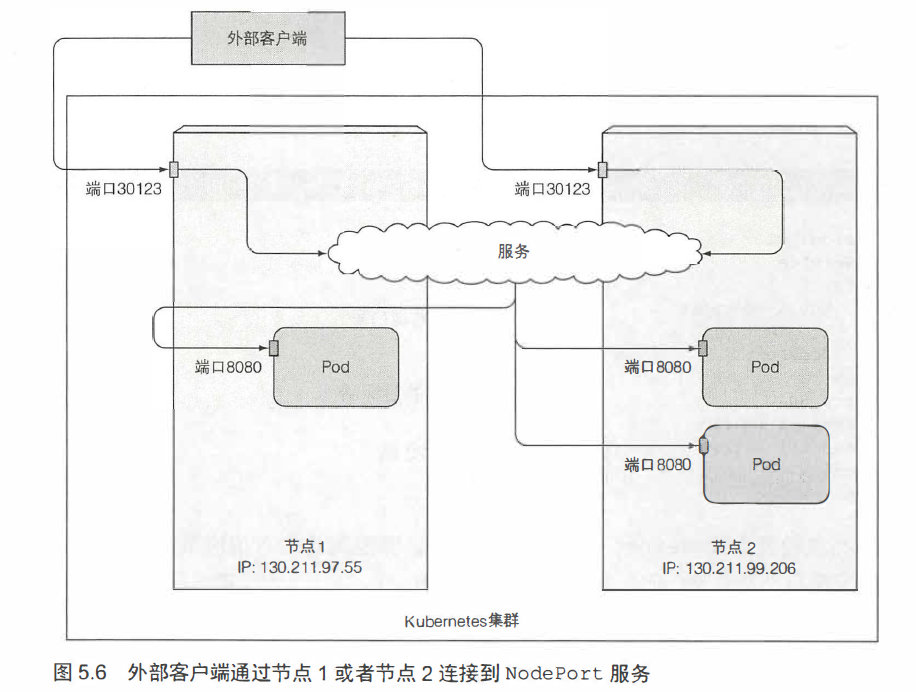 外部客户端
端口30123
端口30123
服务
端口8080
Pod
端口8080
Pod
端口8080
Pod
节点1
IP: 130.211.97.55
节点 2
IP: 130.211.99.206
Kubernetes集群
图 5.6 外部客户端通过节点 1 或者节点 2 连接到 NodePort 服务